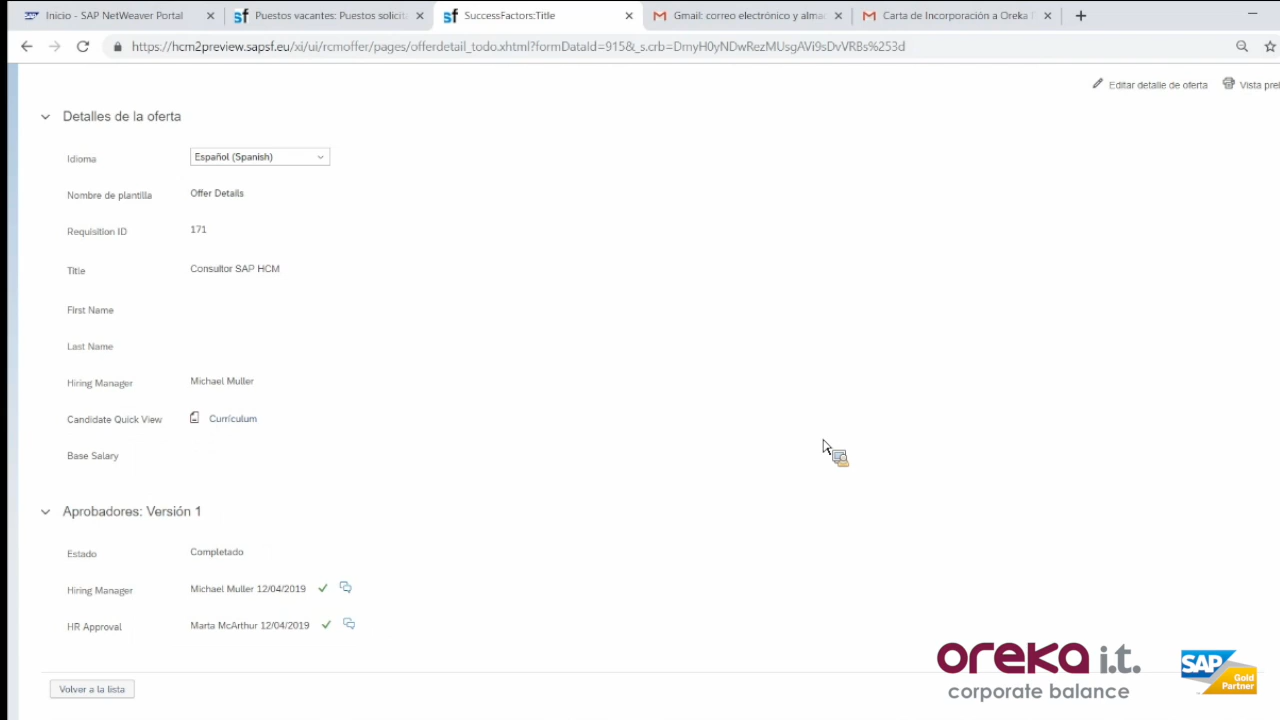 Inicio - SAP NetWeaver Portal
Puestos vacantes: Puestos solicit
SuccessFactors:Title
Gmail: correo electrónico y alma
Carta de Incorporación a Oreka
https://hcm2preview.sapsf.eu/xi/ui/rcmoffer/pages/offerdetail_todo.xhtml?formDataId=915&_s.crb=DmyH0yNDwRezMUsgAVi9sDvVRBs%253d
Editar detalle de oferta
Vista prel
Detalles de la oferta
Idioma
Español (Spanish)
Nombre de plantilla
Offer Details
Requisition ID
171
Title
Consultor SAP HCM
First Name
Last Name
Hiring Manager
Michael Muller
Candidate Quick View
Currículum
Base Salary
Aprobadores: Versión 1
Estado
Completado
Hiring Manager
Michael Muller 12/04/2019
HR Approval
Marta McArthur 12/04/2019
Volver a la lista
oreka i.t.
corporate balance
SAP
Gold
Partner